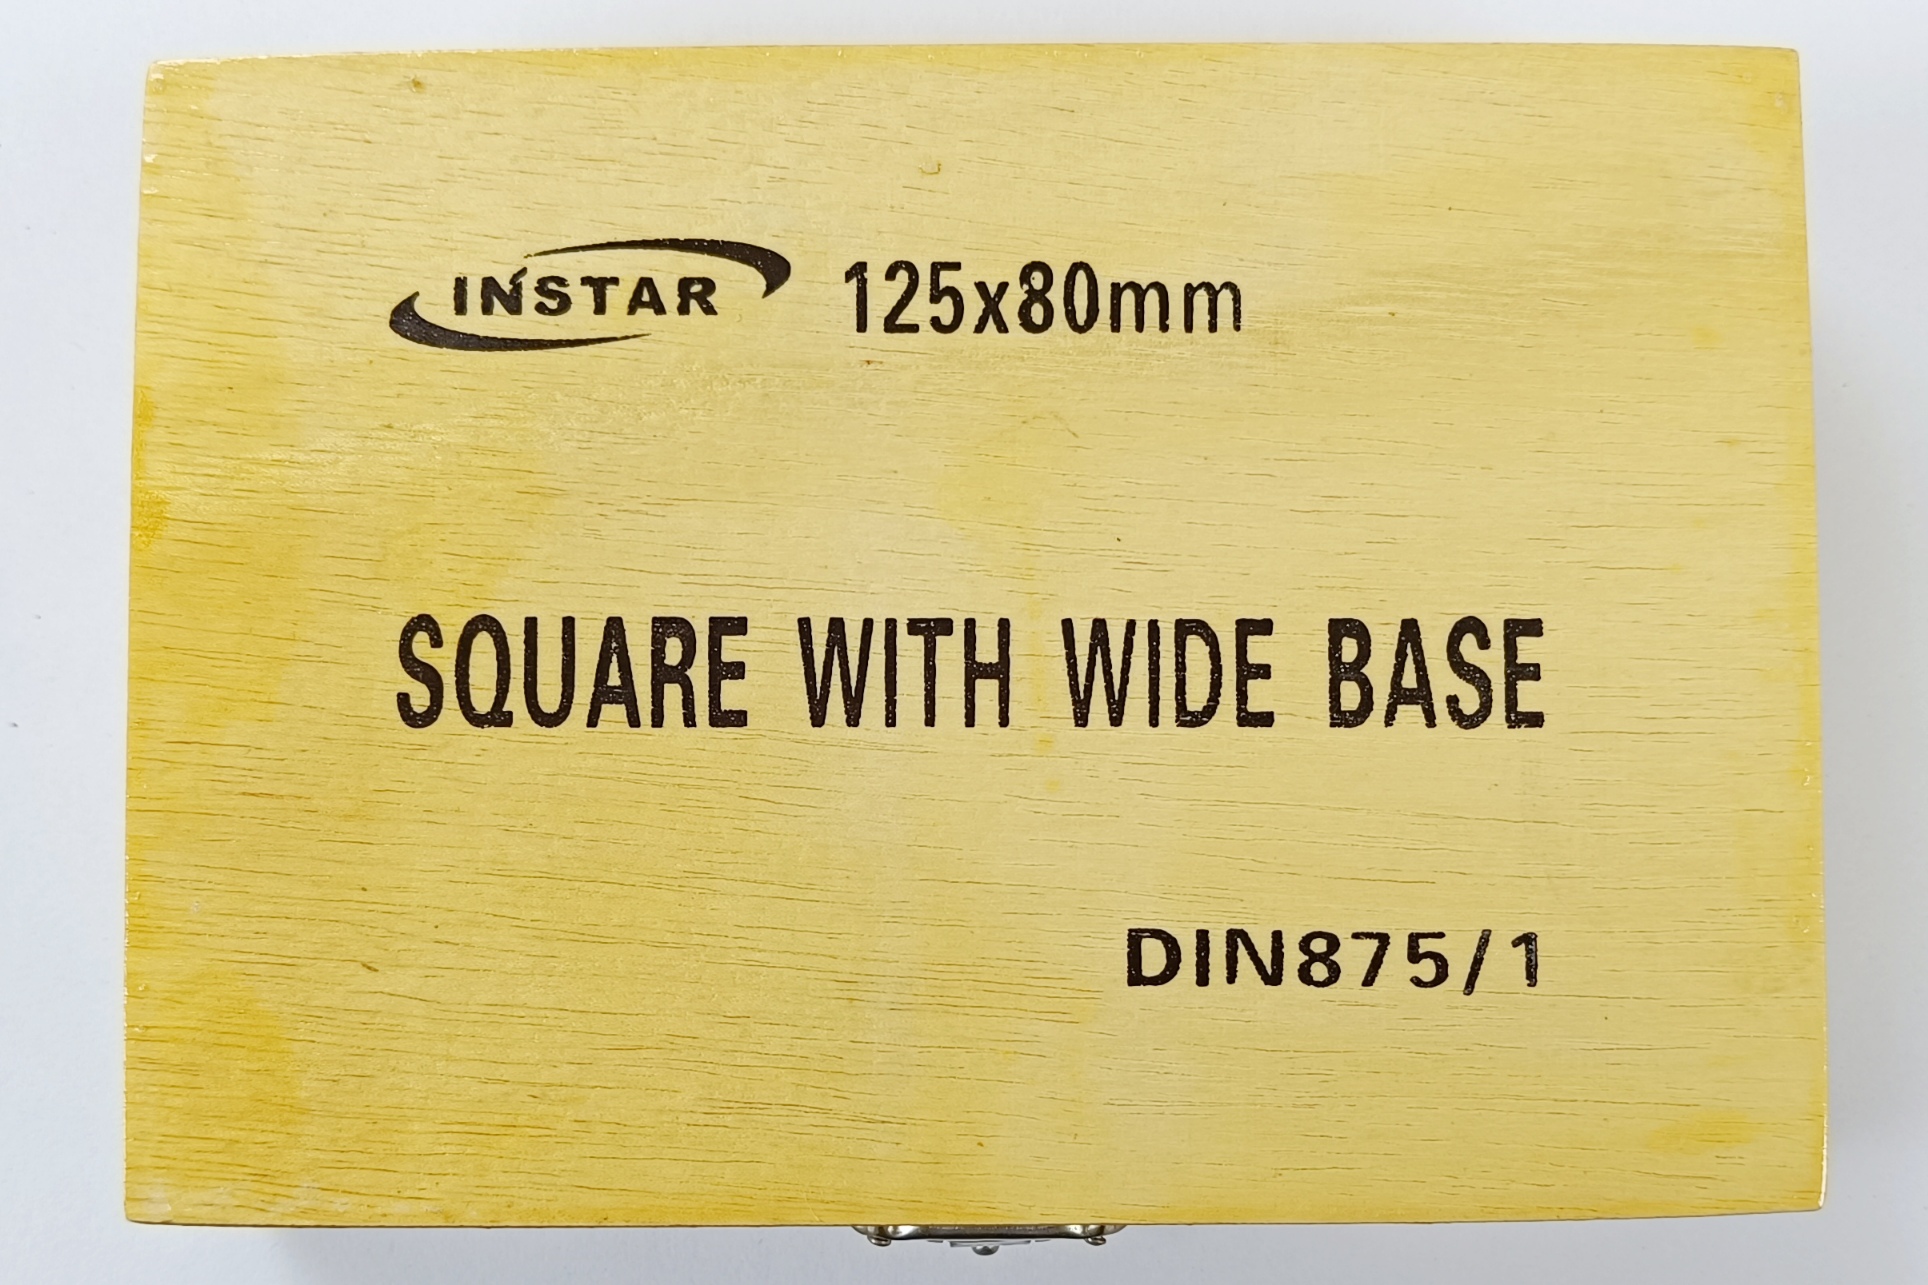 INSTAR 125x80mm
SQUARE WITH WIDE BASE
DIN875/1